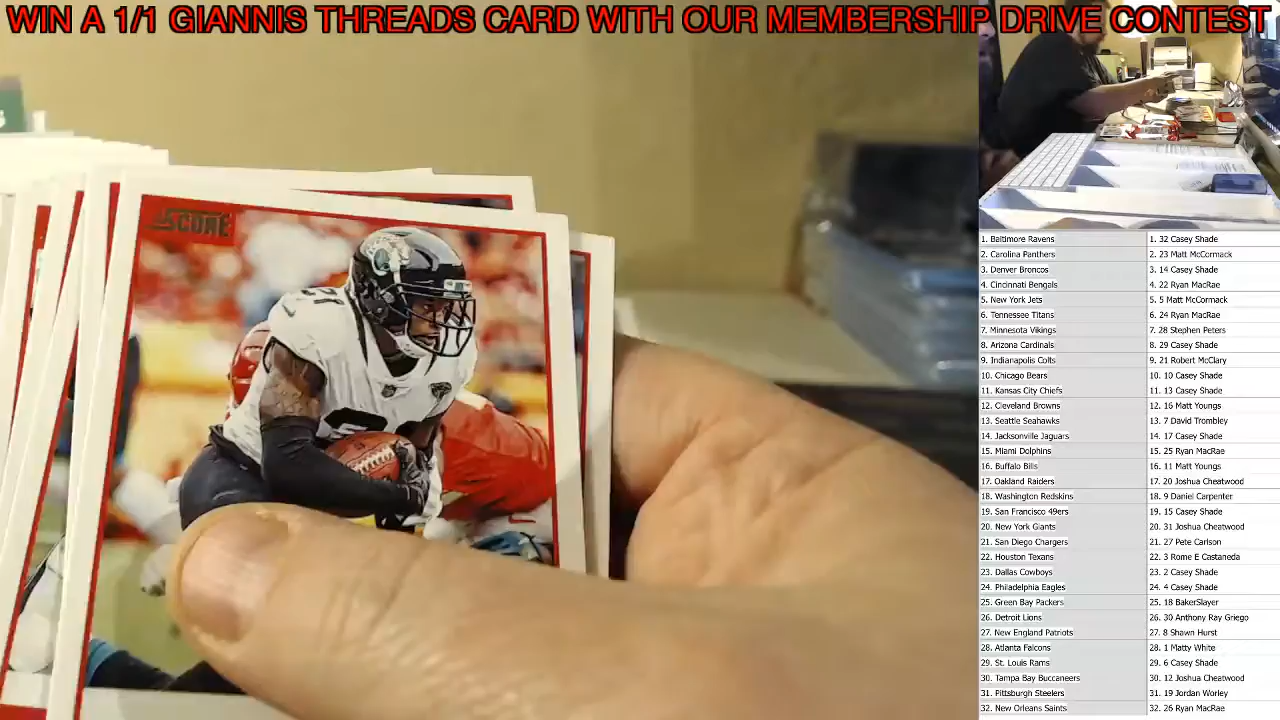 WIN A 1/1 GIANNIS THREADS CARD WITH OUR MEMBERSHIP DRIVE CONTEST
SCORE
21
1. Baltimore Ravens 1. 32 Casey Shade
2. Carolina Panthers 2. 23 Matt McCormack
3. Denver Broncos 3. 14 Casey Shade
4. Cincinnati Bengals 4. 22 Ryan MacRae
5. New York Jets 5. 5 Matt McCormack
6. Tennessee Titans 6. 24 Ryan MacRae
7. Minnesota Vikings 7. 28 Stephen Peters
8. Arizona Cardinals 8. 29 Casey Shade
9. Indianapolis Colts 9. 21 Robert McClary
10. Chicago Bears 10. 10 Casey Shade
11. Kansas City Chiefs 11. 13 Casey Shade
12. Cleveland Browns 12. 16 Matt Youngs
13. Seattle Seahawks 13. 7 David Trombley
14. Jacksonville Jaguars 14. 17 Casey Shade
15. Miami Dolphins 15. 25 Ryan MacRae
16. Buffalo Bills 16. 11 Matt Youngs
17. Oakland Raiders 17. 20 Joshua Cheatwood
18. Washington Redskins 18. 9 Daniel Carpenter
19. San Francisco 49ers 19. 15 Casey Shade
20. New York Giants 20. 31 Joshua Cheatwood
21. San Diego Chargers 21. 27 Pete Carlson
22. Houston Texans 22. 3 Rome E Castaneda
23. Dallas Cowboys 23. 2 Casey Shade
24. Philadelphia Eagles 24. 4 Casey Shade
25. Green Bay Packers 25. 18 BakerSlayer
26. Detroit Lions 26. 30 Anthony Ray Griego
27. New England Patriots 27. 8 Shawn Hurst
28. Atlanta Falcons 28. 1 Matty White
29. St. Louis Rams 29. 6 Casey Shade
30. Tampa Bay Buccaneers 30. 12 Joshua Cheatwood
31. Pittsburgh Steelers 31. 19 Jordan Worley
32. New Orleans Saints 32. 26 Ryan MacRae